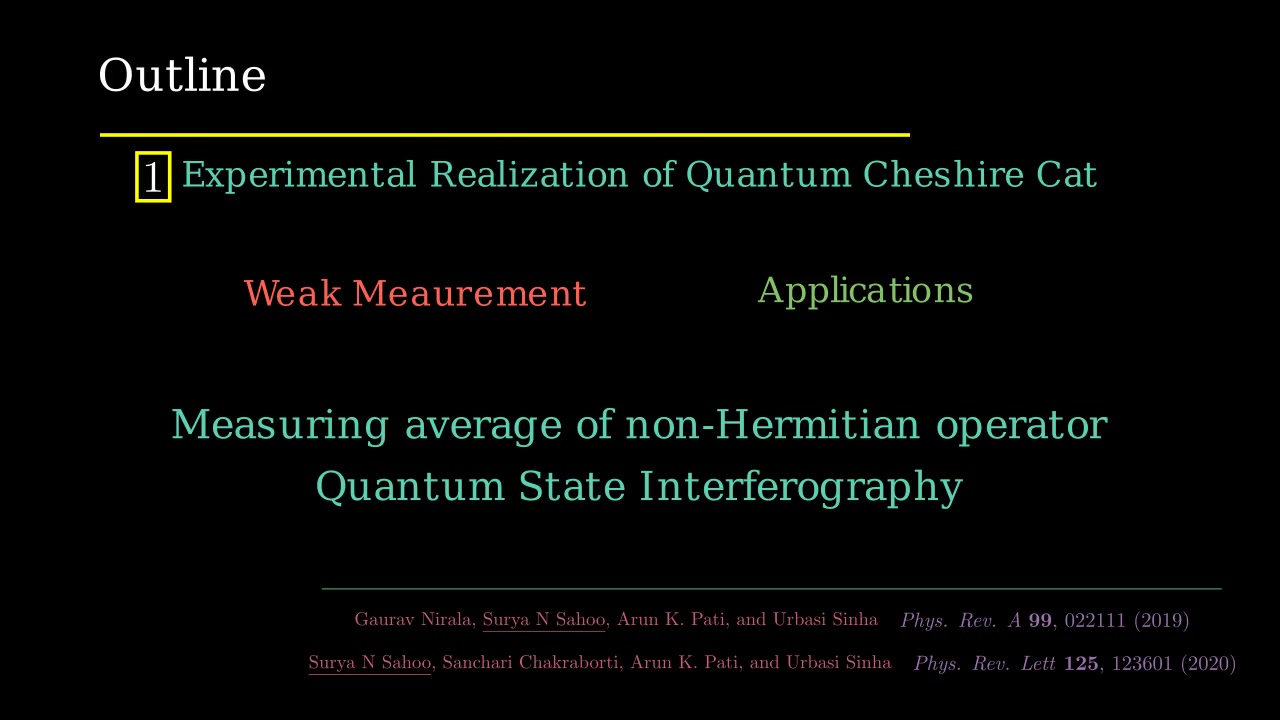 Outline
1 Experimental Realization of Quantum Cheshire Cat
Weak Meaurement Applications
Measuring average of non-Hermitian operator
Quantum State Interferography
Gaurav Nirala, Surya N Sahoo, Arun K. Pati, and Urbasi Sinha Phys. Rev. A 99, 022111 (2019)
Surya N Sahoo, Sanchari Chakraborti, Arun K. Pati, and Urbasi Sinha Phys. Rev. Lett 125, 123601 (2020)